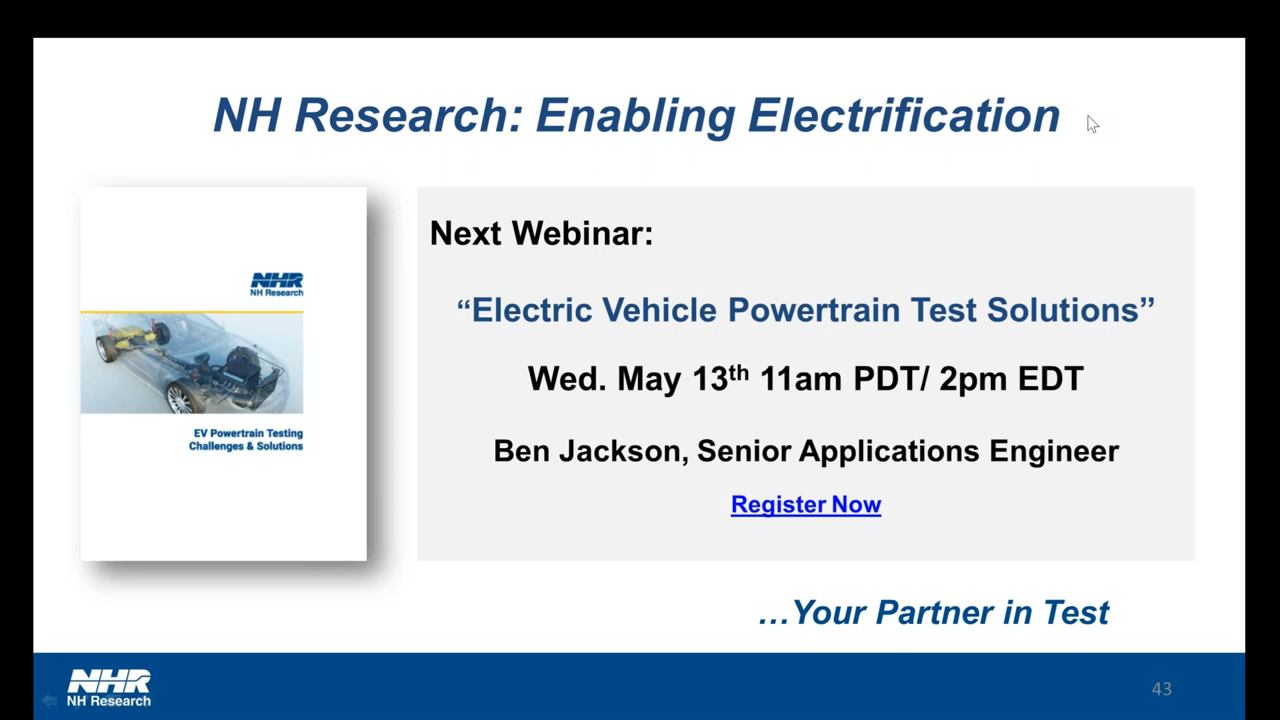 NH Research: Enabling Electrification
NHR
NH Research
EV Powertrain Testing
Challenges & Solutions
Next Webinar:
“Electric Vehicle Powertrain Test Solutions”
Wed. May 13th 11am PDT/ 2pm EDT
Ben Jackson, Senior Applications Engineer
Register Now
…Your Partner in Test
NHR
NH Research
43